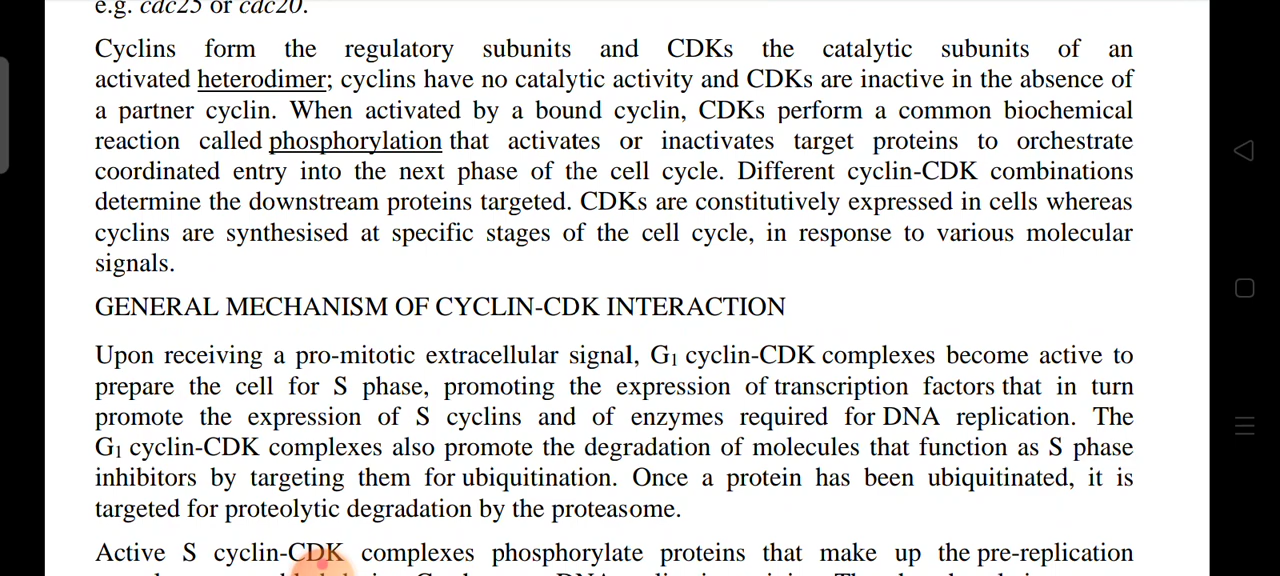 e.g. cdc25 or cdc20.
Cyclins form the regulatory subunits and CDKs the catalytic subunits of an
activated heterodimer; cyclins have no catalytic activity and CDKs are inactive in the absence of
a partner cyclin. When activated by a bound cyclin, CDKs perform a common biochemical
reaction called phosphorylation that activates or inactivates target proteins to orchestrate
coordinated entry into the next phase of the cell cycle. Different cyclin-CDK combinations
determine the downstream proteins targeted. CDKs are constitutively expressed in cells whereas
cyclins are synthesised at specific stages of the cell cycle, in response to various molecular
signals.
GENERAL MECHANISM OF CYCLIN-CDK INTERACTION
Upon receiving a pro-mitotic extracellular signal, G₁ cyclin-CDK complexes become active to
prepare the cell for S phase, promoting the expression of transcription factors that in turn
promote the expression of S cyclins and of enzymes required for DNA replication. The
G₁ cyclin-CDK complexes also promote the degradation of molecules that function as S phase
inhibitors by targeting them for ubiquitination. Once a protein has been ubiquitinated, it is
targeted for proteolytic degradation by the proteasome.
Active S cyclin-CDK complexes phosphorylate proteins that make up the pre-replication